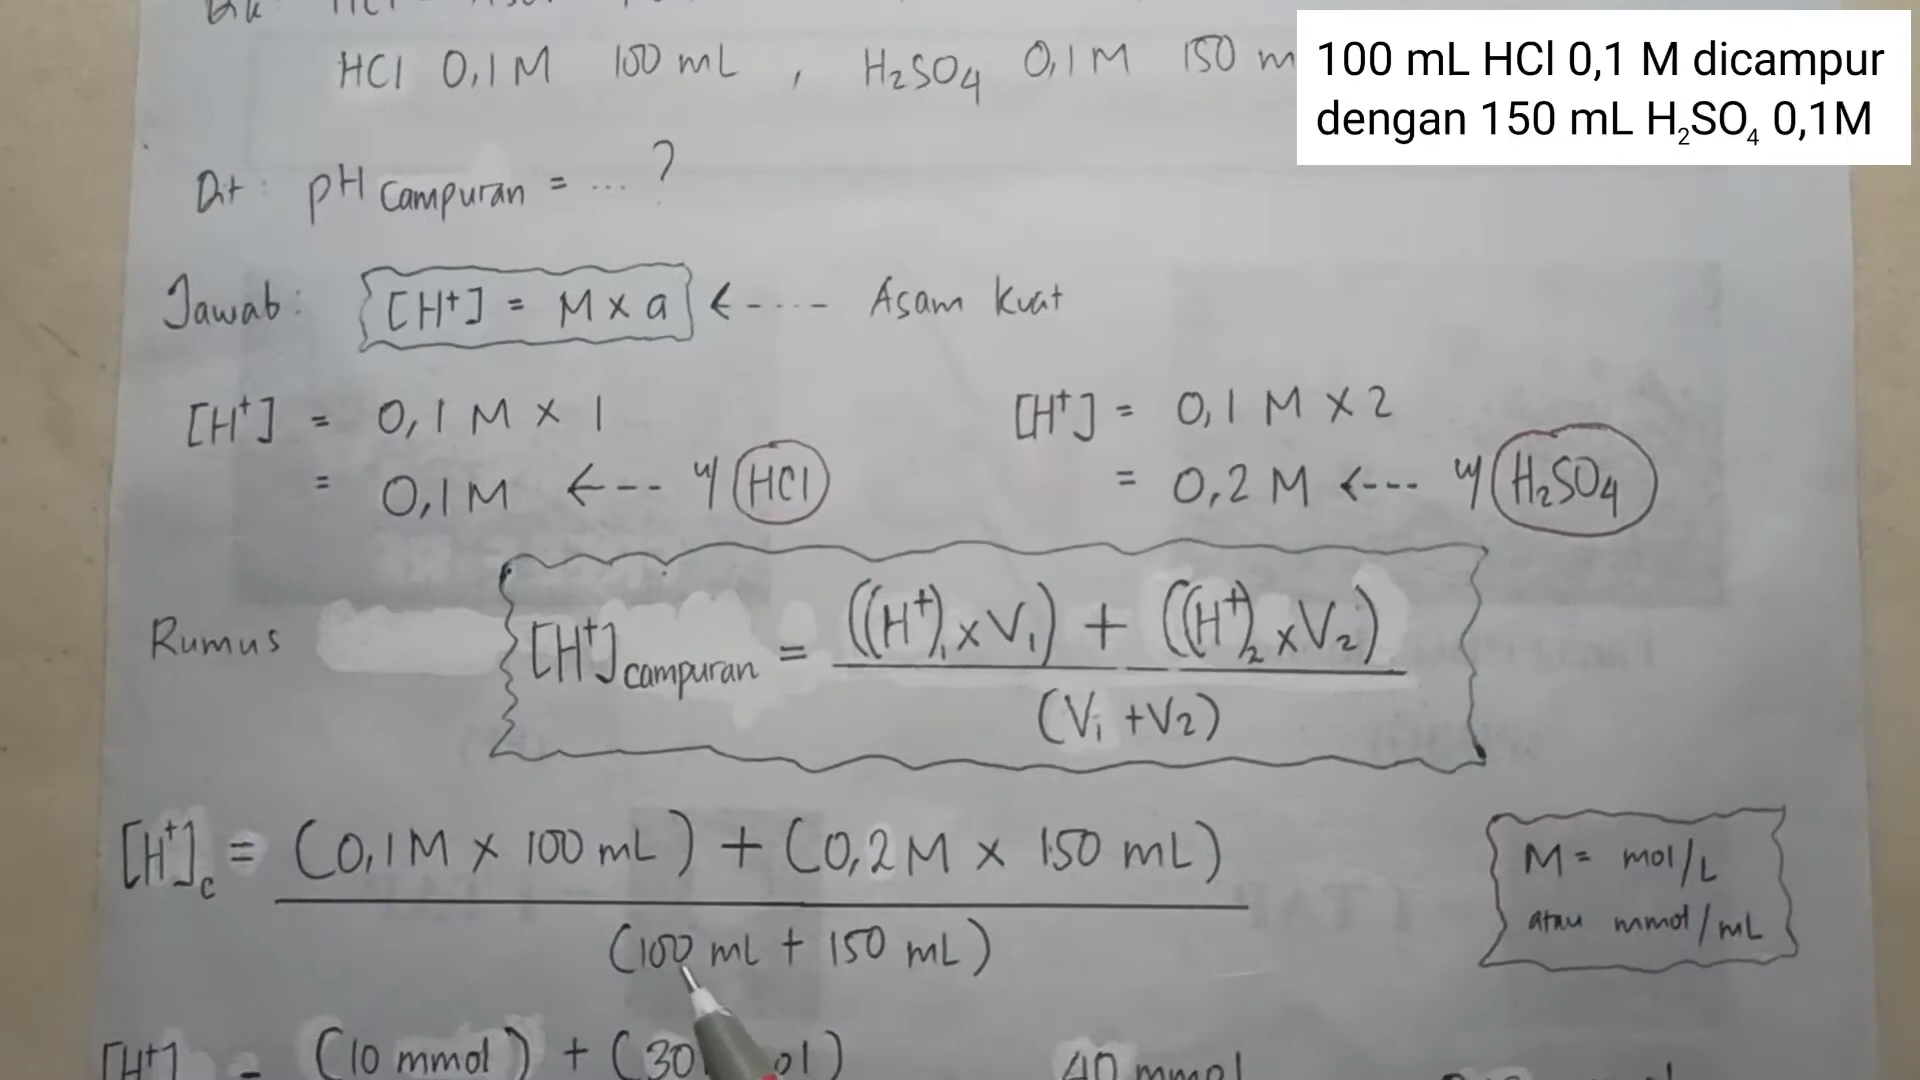 HCl 0,1 M 100 mL , H₂SO₄ 0,1 M 150 m
100 mL HCl 0,1 M dicampur
dengan 150 mL H₂SO₄ 0,1M
Dit : pH campuran = ... ?
Jawab : [H⁺] = M x a ←---- Asam kuat
[H⁺] = 0,1 M x 1 [H⁺] = 0,1 M x 2
= 0,1 M ←--- u/ HCl = 0,2 M ←--- u/ H₂SO₄
Rumus [H⁺]campuran = ((H⁺)₁ x V₁) + ((H⁺)₂ x V₂)
(V₁ + V₂)
[H⁺]c = (0,1 M x 100 mL) + (0,2 M x 150 mL)
(100 mL + 150 mL)
M = mol/L
atau mmol/mL
[H⁺] = (10 mmol) + (30 ol) 40 mmol